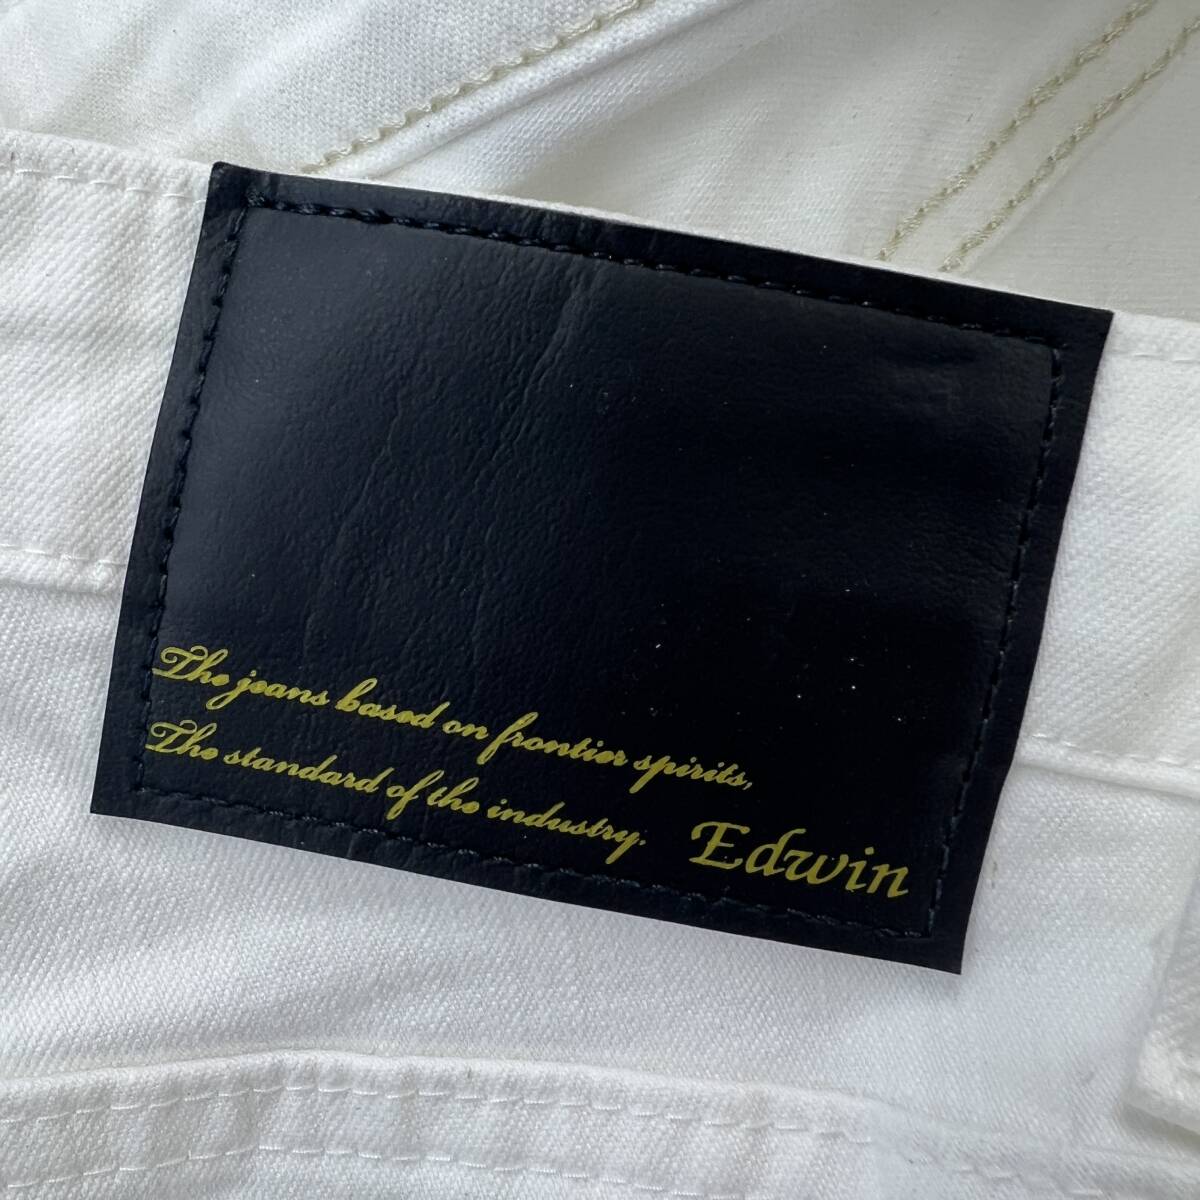 The jeans based on frontier spirits,
The standard of the industry.
Edwin